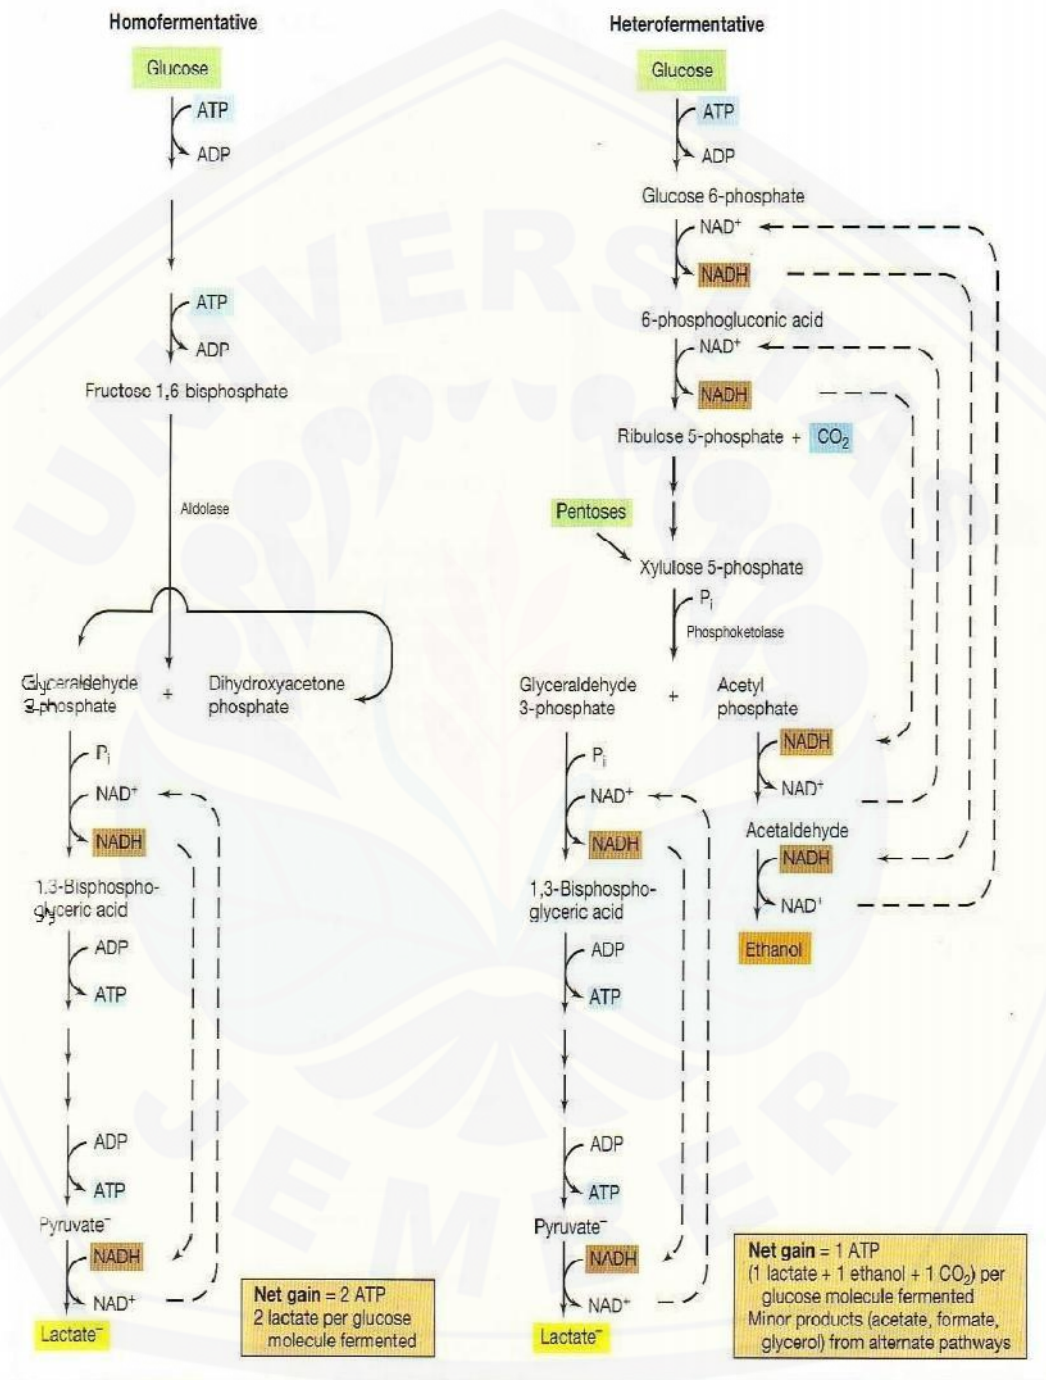 Homofermentative
Glucose
ATP
ADP
ATP
ADP
Fructose 1,6 bisphosphate
Aldolase
Glyceraldehyde
3-phosphate
+
Dihydroxyacetone
phosphate
Pi
NAD+
NADH
1,3-Bisphospho-
glyceric acid
ADP
ATP
ADP
ATP
Pyruvate−
NADH
NAD+
Lactate−
Net gain = 2 ATP
2 lactate per glucose
molecule fermented
Heterofermentative
Glucose
ATP
ADP
Glucose 6-phosphate
NAD+
NADH
6-phosphogluconic acid
NAD+
NADH
Ribulose 5-phosphate + CO2
Pentoses
Xylulose 5-phosphate
Pi
Phosphoketolase
Glyceraldehyde
3-phosphate
+
Acetyl
phosphate
NADH
NAD+
Acetaldehyde
NADH
NAD+
Ethanol
Pi
NAD+
NADH
1,3-Bisphospho-
glyceric acid
ADP
ATP
ADP
ATP
Pyruvate−
NADH
NAD+
Lactate−
Net gain = 1 ATP
(1 lactate + 1 ethanol + 1 CO2) per
glucose molecule fermented
Minor products (acetate, formate,
glycerol) from alternate pathways
UNIVERSITAS
JEMBER